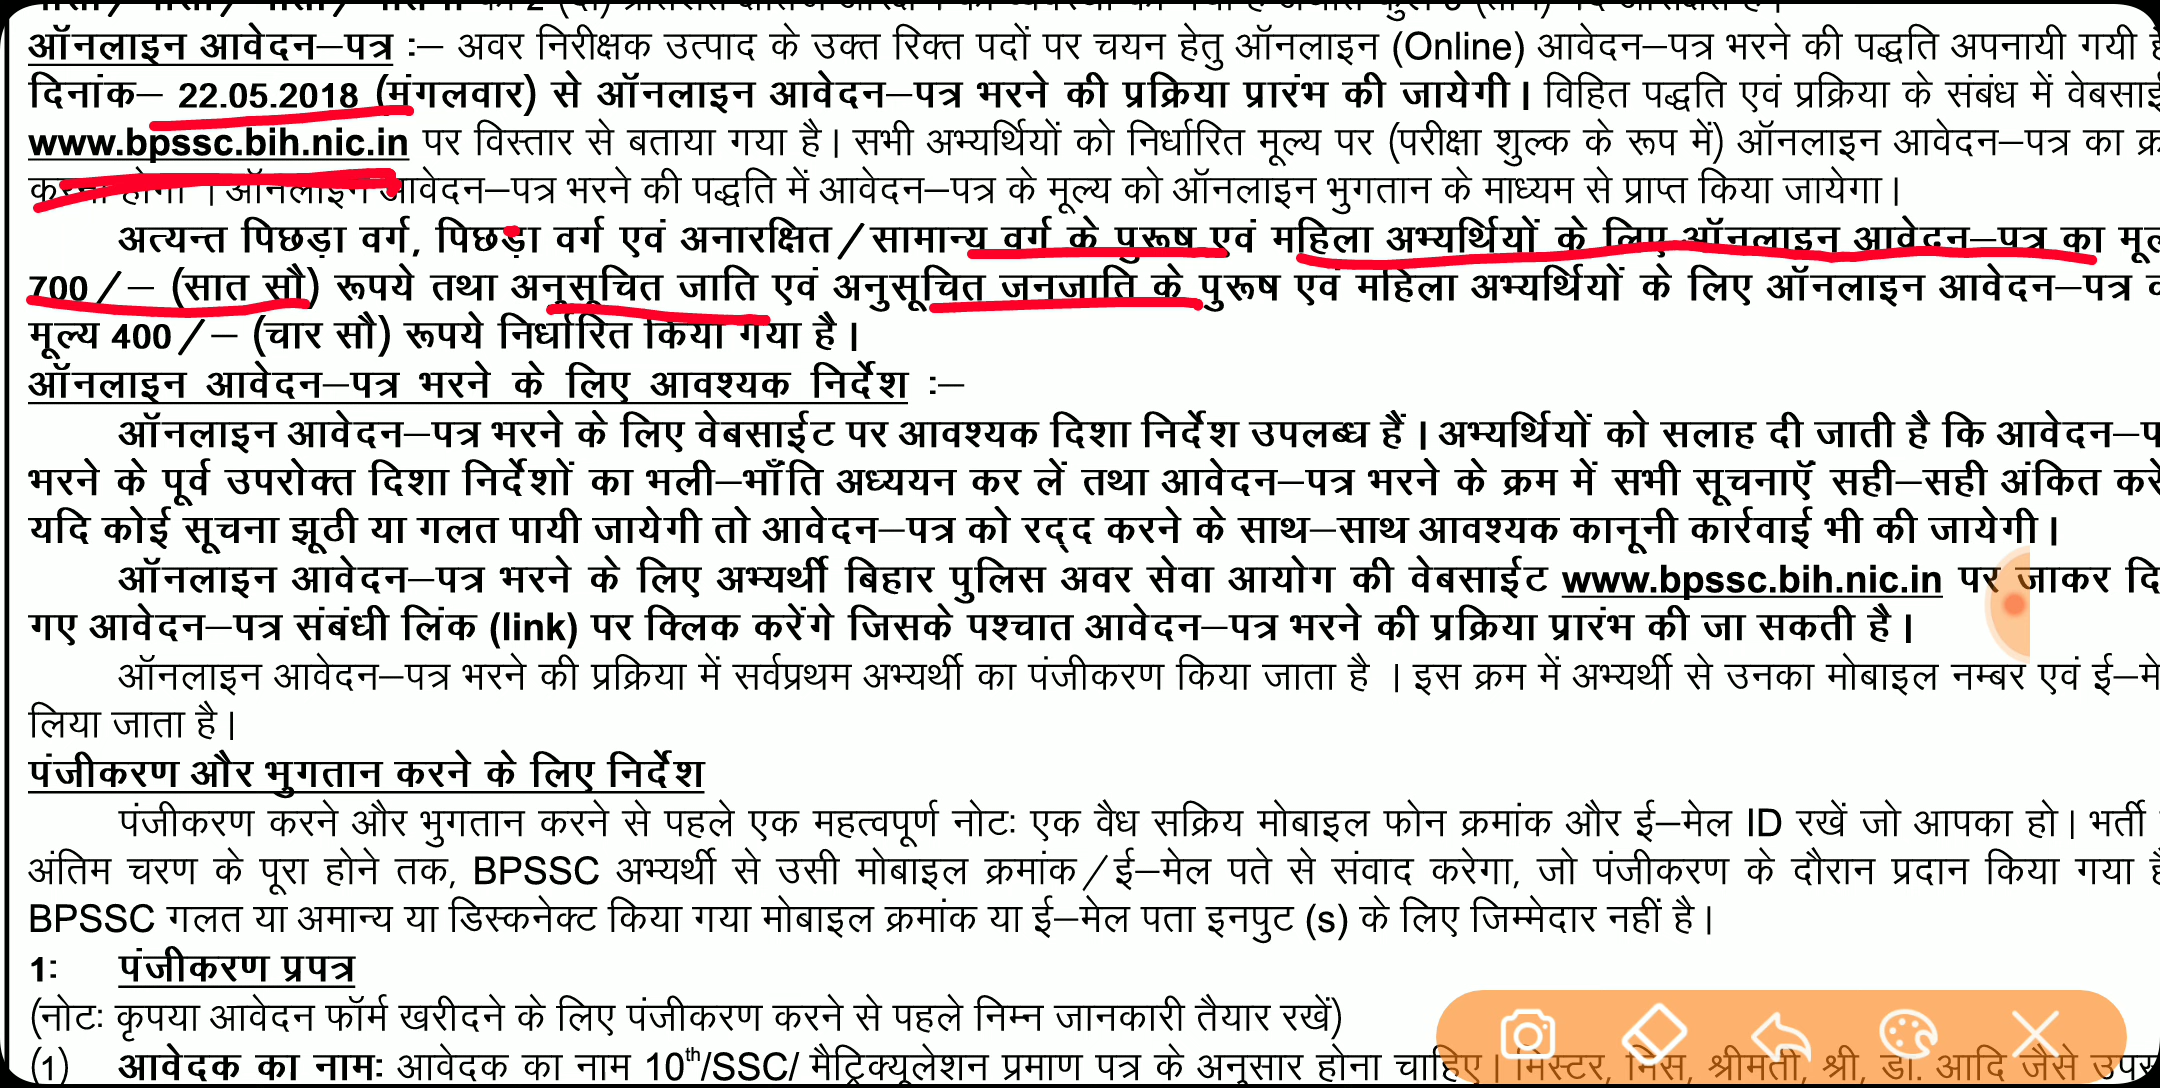 ऑनलाइन आवेदन–पत्र :– अवर निरीक्षक उत्पाद के उक्त रिक्त पदों पर चयन हेतु ऑनलाइन (Online) आवेदन–पत्र भरने की पद्धति अपनायी गयी
दिनांक– 22.05.2018 (मंगलवार) से ऑनलाइन आवेदन–पत्र भरने की प्रक्रिया प्रारंभ की जायेगी। विहित पद्धति एवं प्रक्रिया के संबंध में
www.bpssc.bih.nic.in पर विस्तार से बताया गया है। सभी अभ्यर्थियों को निर्धारित मूल्य पर (परीक्षा शुल्क के रूप में) ऑनलाइन आवेदन–पत्र का
करना होगा । ऑनलाइन आवेदन–पत्र भरने की पद्धति में आवेदन–पत्र के मूल्य को ऑनलाइन भुगतान के माध्यम से प्राप्त किया जायेगा।
अत्यन्त पिछड़ा वर्ग, पिछड़ा वर्ग एवं अनारक्षित/सामान्य वर्ग के पुरूष एवं महिला अभ्यर्थियों के लिए ऑनलाइन आवेदन–पत्र का
700/– (सात सौ) रूपये तथा अनुसूचित जाति एवं अनुसूचित जनजाति के पुरूष एवं महिला अभ्यर्थियों के लिए ऑनलाइन आवेदन–पत्र
मूल्य 400/– (चार सौ) रूपये निर्धारित किया गया है।
ऑनलाइन आवेदन–पत्र भरने के लिए आवश्यक निर्देश :–
ऑनलाइन आवेदन–पत्र भरने के लिए वेबसाईट पर आवश्यक दिशा निर्देश उपलब्ध हैं। अभ्यर्थियों को सलाह दी जाती है कि
भरने के पूर्व उपरोक्त दिशा निर्देशों का भली–भाँति अध्ययन कर लें तथा आवेदन–पत्र भरने के क्रम में सभी सूचनाएँ सही–सही अंकित करें
यदि कोई सूचना झूठी या गलत पायी जायेगी तो आवेदन–पत्र को रद्द करने के साथ–साथ आवश्यक कानूनी कार्रवाई भी की जायेगी।
ऑनलाइन आवेदन–पत्र भरने के लिए अभ्यर्थी बिहार पुलिस अवर सेवा आयोग की वेबसाईट www.bpssc.bih.nic.in पर जाकर
गए आवेदन–पत्र संबंधी लिंक (link) पर क्लिक करेंगे जिसके पश्चात आवेदन–पत्र भरने की प्रक्रिया प्रारंभ की जा सकती है।
ऑनलाइन आवेदन–पत्र भरने की प्रक्रिया में सर्वप्रथम अभ्यर्थी का पंजीकरण किया जाता है । इस क्रम में अभ्यर्थी से उनका मोबाइल नम्बर एवं
लिया जाता है।
पंजीकरण और भुगतान करने के लिए निर्देश
पंजीकरण करने और भुगतान करने से पहले एक महत्वपूर्ण नोटः एक वैध सक्रिय मोबाइल फोन क्रमांक और ई–मेल ID रखें जो आपका हो। भर्ती
अंतिम चरण के पूरा होने तक, BPSSC अभ्यर्थी से उसी मोबाइल क्रमांक/ई–मेल पते से संवाद करेगा, जो पंजीकरण के दौरान प्रदान किया गया
BPSSC गलत या अमान्य या डिस्कनेक्ट किया गया मोबाइल क्रमांक या ई–मेल पता इनपुट (s) के लिए जिम्मेदार नहीं है।
1ः पंजीकरण प्रपत्र
(नोटः कृपया आवेदन फॉर्म खरीदने के लिए पंजीकरण करने से पहले निम्न जानकारी तैयार रखें)
(1) आवेदक का नामः आवेदक का नाम 10th/SSC/ मैट्रिक्यूलेशन प्रमाण पत्र के अनुसार होना चाहिए। मिस्टर, मिस, श्रीमती, श्री, डा. आदि जैसे